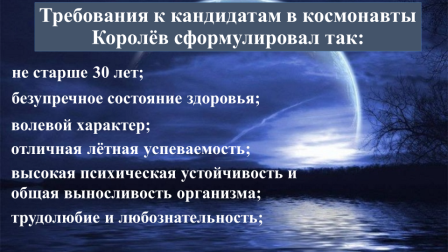 Требования к кандидатам в космонавты
Королёв сформулировал так:
не старше 30 лет;
безупречное состояние здоровья;
волевой характер;
отличная лётная успеваемость;
высокая психическая устойчивость и
общая выносливость организма;
трудолюбие и любознательность;